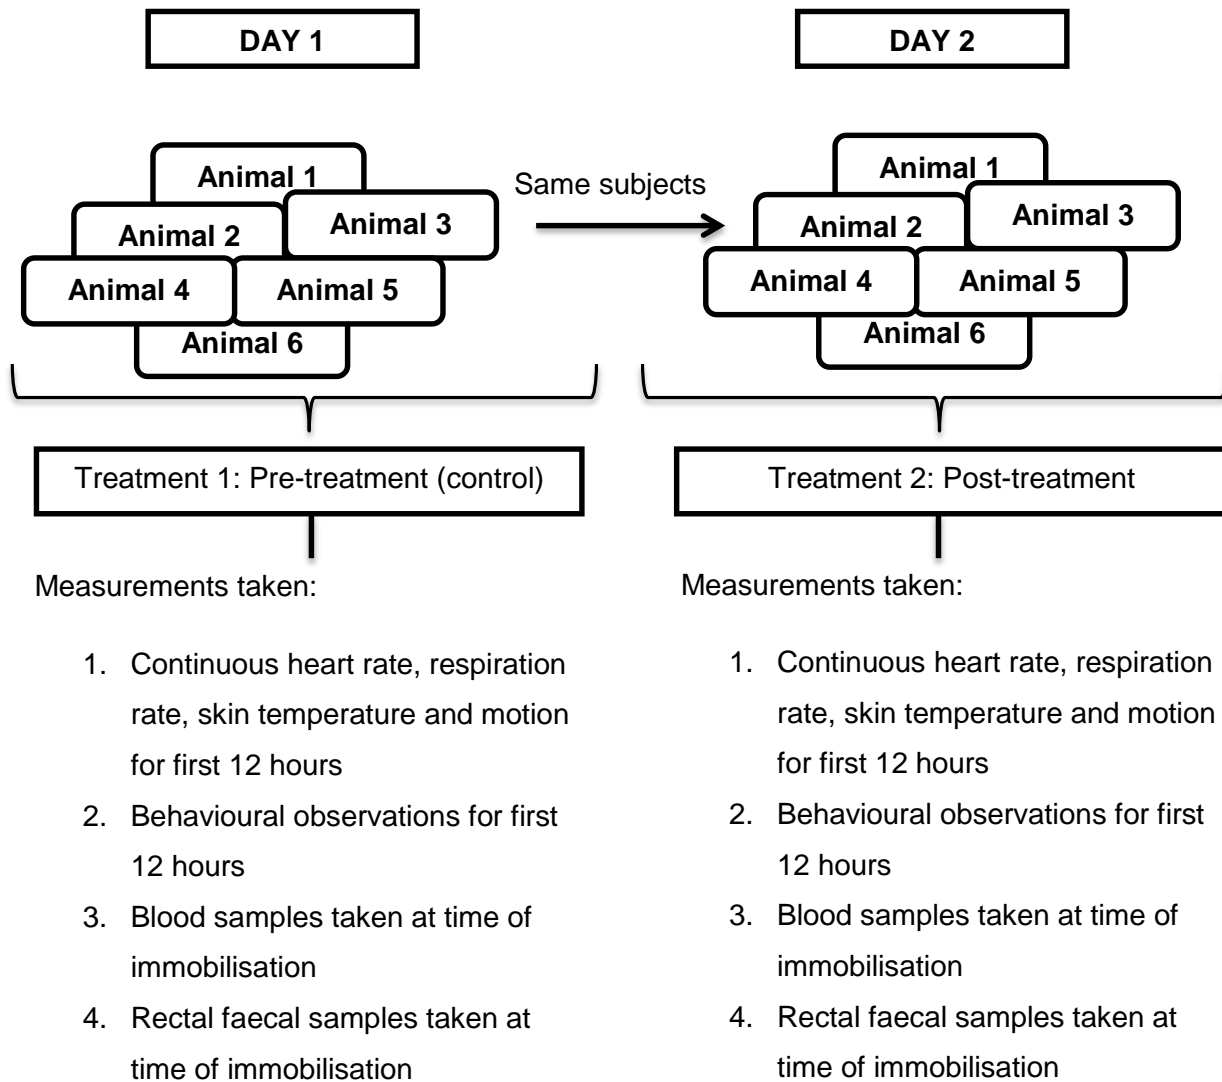 DAY 1
DAY 2
Animal 1
Animal 2
Animal 3
Animal 4
Animal 5
Animal 6
Same subjects
Animal 1
Animal 2
Animal 3
Animal 4
Animal 5
Animal 6
Treatment 1: Pre-treatment (control)
Treatment 2: Post-treatment
Measurements taken:
1. Continuous heart rate, respiration
rate, skin temperature and motion
for first 12 hours
2. Behavioural observations for first
12 hours
3. Blood samples taken at time of
immobilisation
4. Rectal faecal samples taken at
time of immobilisation
Measurements taken:
1. Continuous heart rate, respiration
rate, skin temperature and motion
for first 12 hours
2. Behavioural observations for first
12 hours
3. Blood samples taken at time of
immobilisation
4. Rectal faecal samples taken at
time of immobilisation